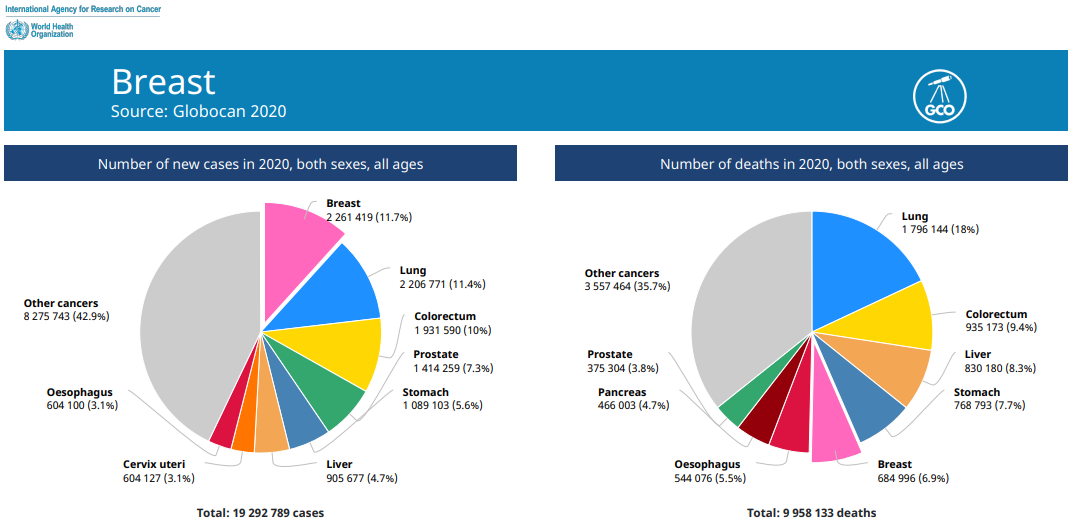 International Agency for Research on Cancer
World Health
Organization
Breast
Source: Globocan 2020
GCO
Number of new cases in 2020, both sexes, all ages
Breast
2 261 419 (11.7%)
Lung
2 206 771 (11.4%)
Colorectum
1 931 590 (10%)
Prostate
1 414 259 (7.3%)
Stomach
1 089 103 (5.6%)
Liver
905 677 (4.7%)
Cervix uteri
604 127 (3.1%)
Oesophagus
604 100 (3.1%)
Other cancers
8 275 743 (42.9%)
Total: 19 292 789 cases
Number of deaths in 2020, both sexes, all ages
Lung
1 796 144 (18%)
Colorectum
935 173 (9.4%)
Liver
830 180 (8.3%)
Stomach
768 793 (7.7%)
Breast
684 996 (6.9%)
Oesophagus
544 076 (5.5%)
Pancreas
466 003 (4.7%)
Prostate
375 304 (3.8%)
Other cancers
3 557 464 (35.7%)
Total: 9 958 133 deaths